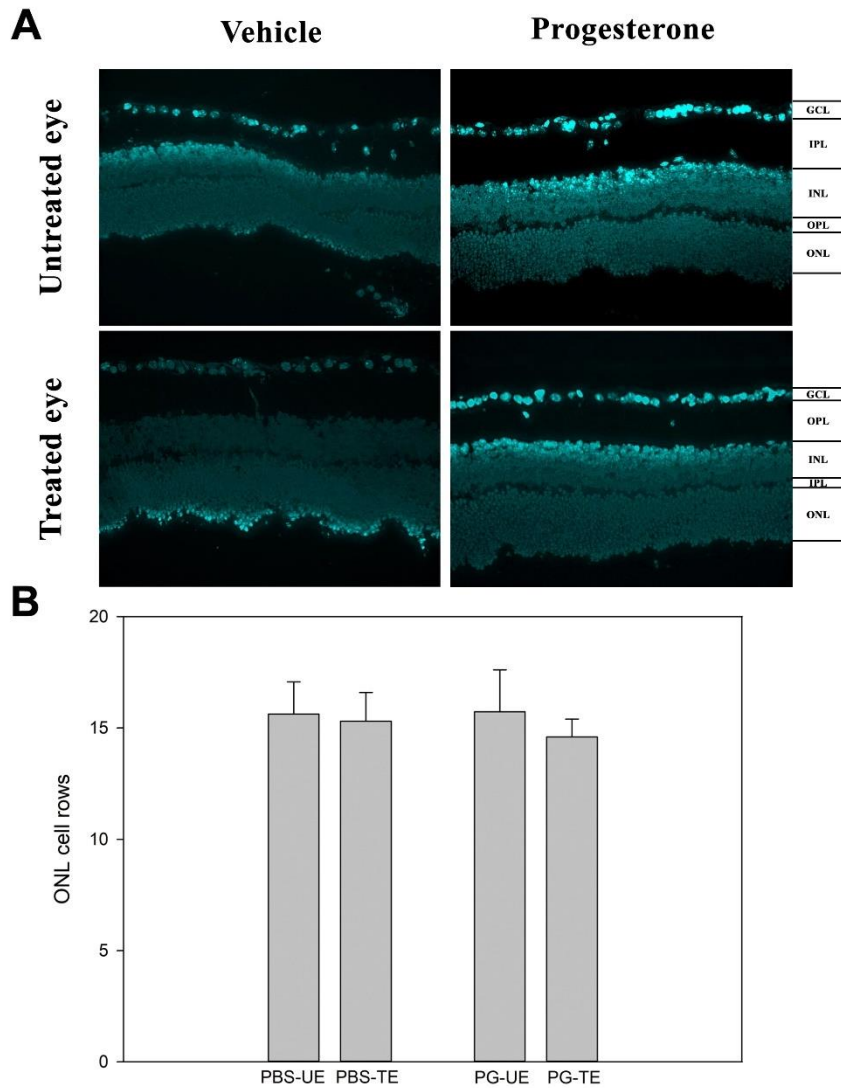 A
Vehicle
Progesterone
Untreated eye
GCL
IPL
INL
OPL
ONL
Treated eye
GCL
OPL
INL
IPL
ONL
B
20
15
10
5
0
ONL cell rows
PBS-UE
PBS-TE
PG-UE
PG-TE